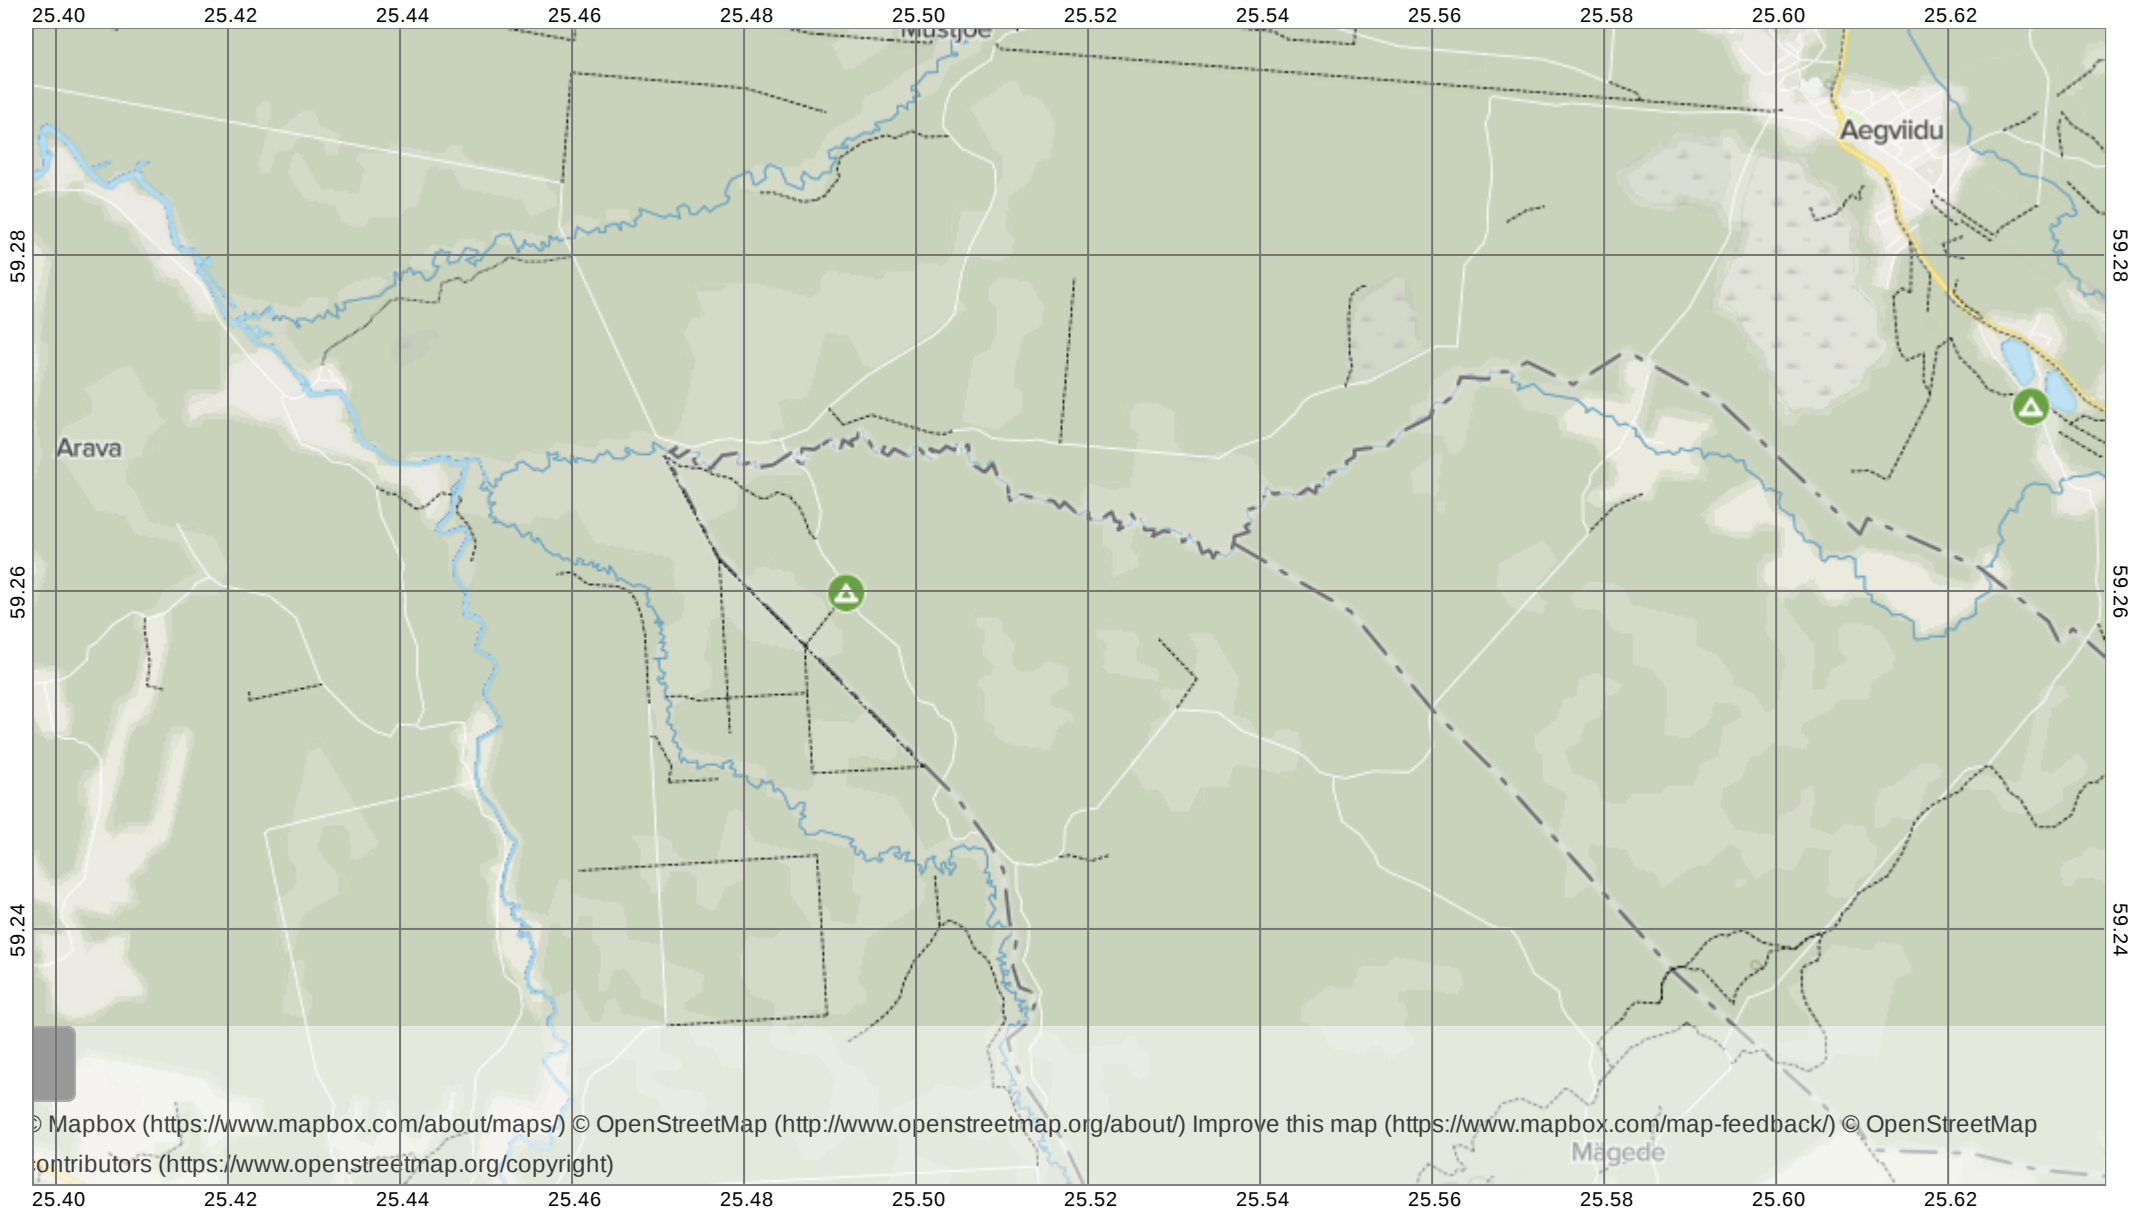 25.40 25.42 25.44 25.46 25.48 25.50 25.52 25.54 25.56 25.58 25.60 25.62
Mustjõe
Aegviidu
59.28 59.28
Arava
59.26 59.26
59.24 59.24
© Mapbox (https://www.mapbox.com/about/maps/) © OpenStreetMap (http://www.openstreetmap.org/about/) Improve this map (https://www.mapbox.com/map-feedback/) © OpenStreetMap
Mägede
contributors (https://www.openstreetmap.org/copyright)
25.40 25.42 25.44 25.46 25.48 25.50 25.52 25.54 25.56 25.58 25.60 25.62